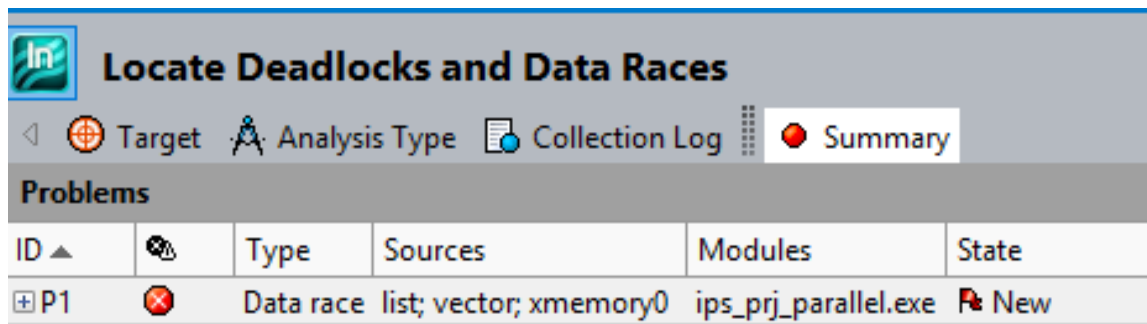 In
Locate Deadlocks and Data Races
Target Analysis Type Collection Log Summary
Problems
ID Type Sources Modules State
P1 Data race list; vector; xmemory0 ips_prj_parallel.exe New